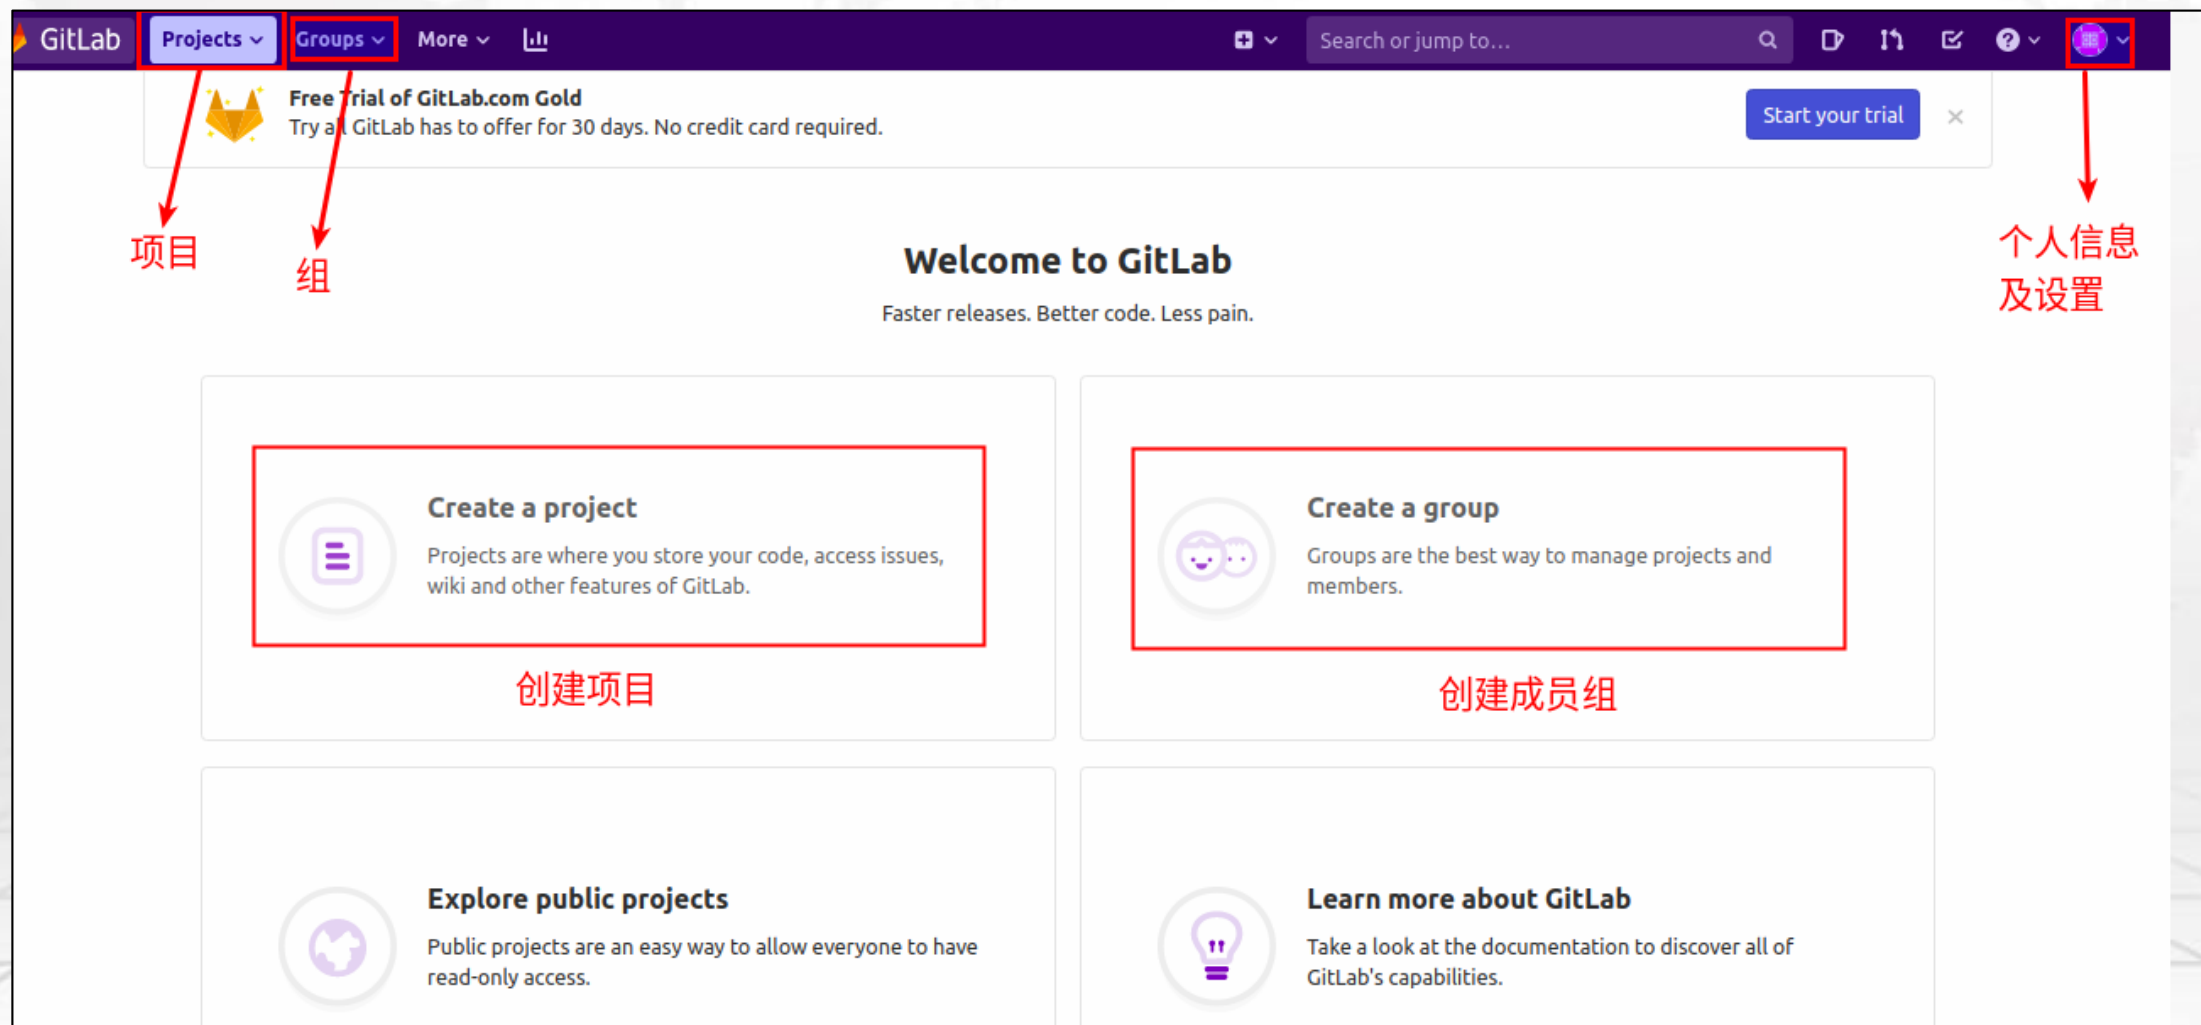 GitLab Projects Groups More Search or jump to...
Free Trial of GitLab.com Gold
Try all GitLab has to offer for 30 days. No credit card required.
Start your trial
项目
组
个人信息
及设置
Welcome to GitLab
Faster releases. Better code. Less pain.
Create a project
Projects are where you store your code, access issues,
wiki and other features of GitLab.
创建项目
Create a group
Groups are the best way to manage projects and
members.
创建成员组
Explore public projects
Public projects are an easy way to allow everyone to have
read-only access.
Learn more about GitLab
Take a look at the documentation to discover all of
GitLab's capabilities.